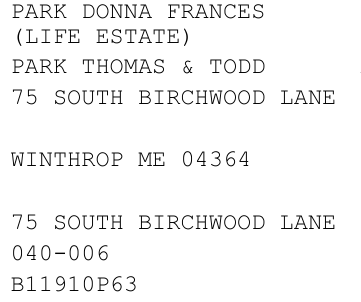 PARK DONNA FRANCES
(LIFE ESTATE)
PARK THOMAS & TODD
75 SOUTH BIRCHWOOD LANE
WINTHROP ME 04364
75 SOUTH BIRCHWOOD LANE
040-006
B11910P63